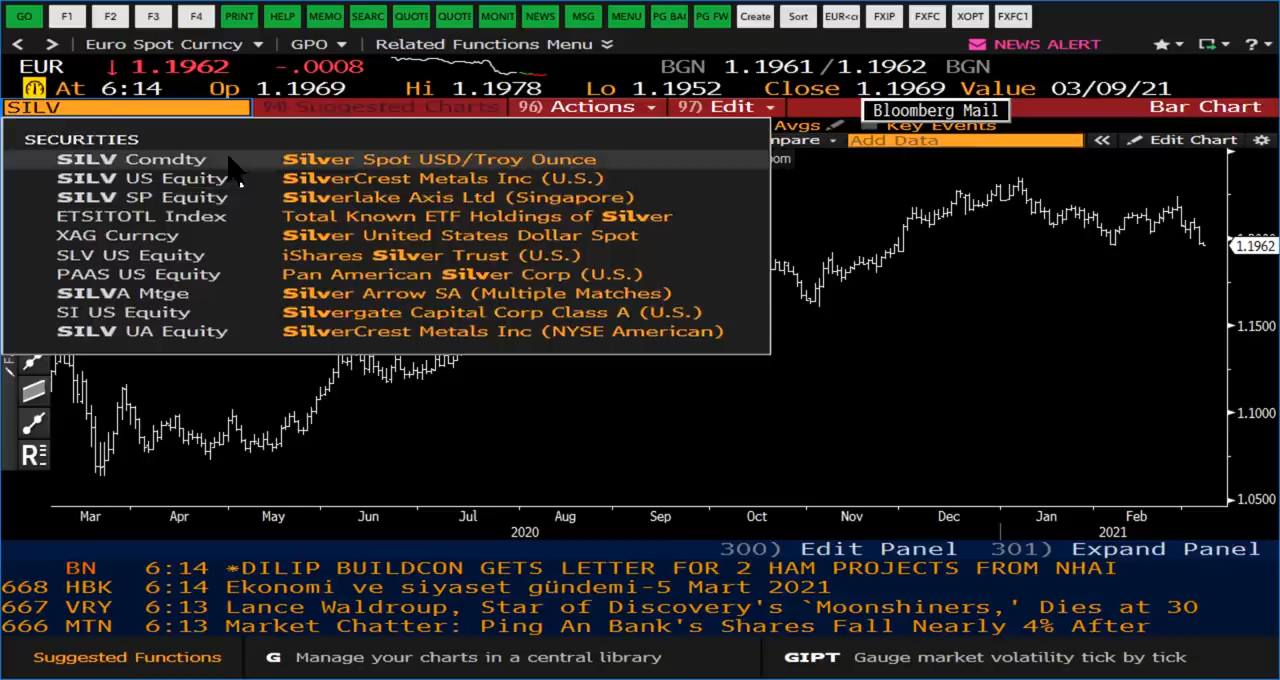 GO F1 F2 F3 F4 PRINT HELP MEMO SEARC QUOTE QUOTE MONIT NEWS MSG MENU PG BAC PG FW Create Sort EUR<cu FXIP FXFC XOPT FXFC1
< > Euro Spot Curncy GPO Related Functions Menu NEWS ALERT ?
EUR ↓ 1.1962 -.0008 BGN 1.1961/1.1962 BGN
At 6:14 Op 1.1969 Hi 1.1978 Lo 1.1952 Close 1.1969 Value 03/09/21
SILV 94) Suggested Charts 96) Actions 97) Edit Bar Chart
Bloomberg Mail
Avgs Key Events
mpare Add Data « Edit Chart
oom
SECURITIES
SILV Comdty Silver Spot USD/Troy Ounce
SILV US Equity SilverCrest Metals Inc (U.S.)
SILV SP Equity Silverlake Axis Ltd (Singapore)
ETSITOTL Index Total Known ETF Holdings of Silver
XAG Curncy Silver United States Dollar Spot
SLV US Equity iShares Silver Trust (U.S.)
PAAS US Equity Pan American Silver Corp (U.S.)
SILVA Mtge Silver Arrow SA (Multiple Matches)
SI US Equity Silvergate Capital Corp Class A (U.S.)
SILV UA Equity SilverCrest Metals Inc (NYSE American)
1.1962
1.1500
1.1000
1.0500
R
Mar Apr May Jun Jul Aug Sep Oct Nov Dec Jan Feb
2020 2021
300) Edit Panel 301) Expand Panel
BN 6:14 *DILIP BUILDCON GETS LETTER FOR 2 HAM PROJECTS FROM NHAI
668 HBK 6:14 Ekonomi ve siyaset gündemi-5 Mart 2021
667 VRY 6:13 Lance Waldroup, Star of Discovery's `Moonshiners,' Dies at 30
666 MTN 6:13 Market Chatter: Ping An Bank's Shares Fall Nearly 4% After
Suggested Functions G Manage your charts in a central library GIPT Gauge market volatility tick by tick